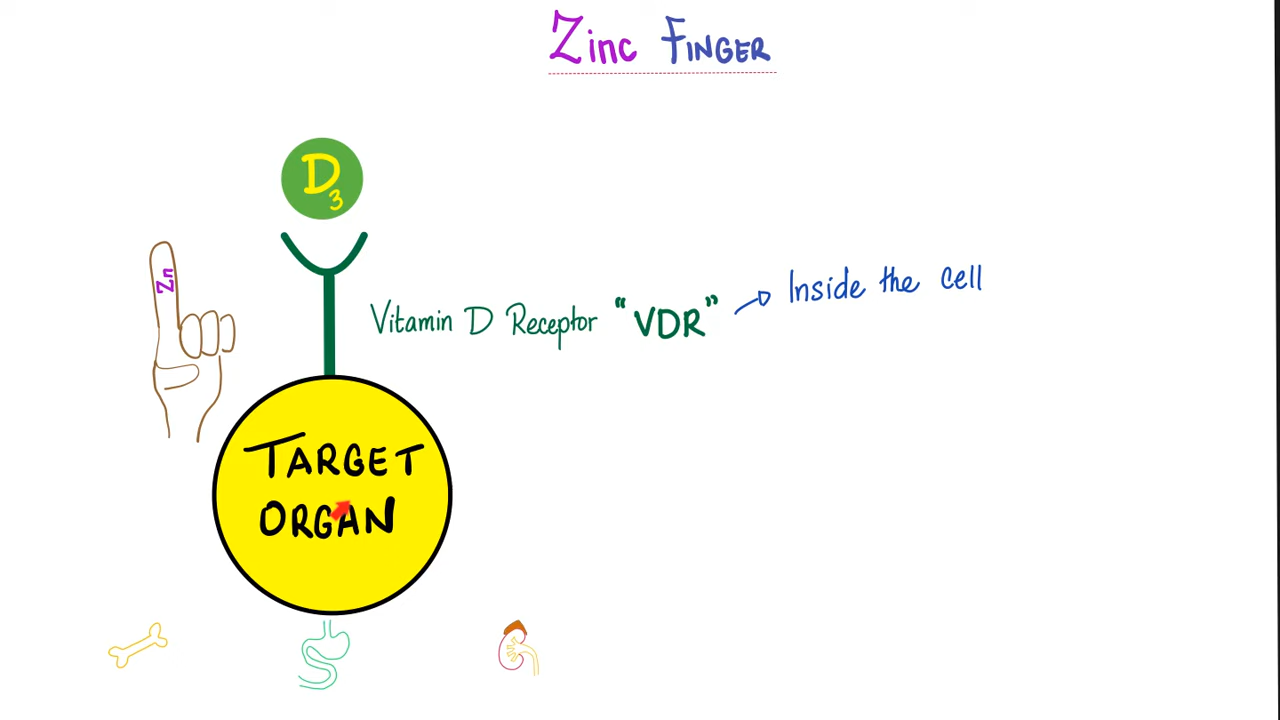 Zinc FINGER
D3
Zn
Vitamin D Receptor "VDR"
Inside the cell
TARGET
ORGAN